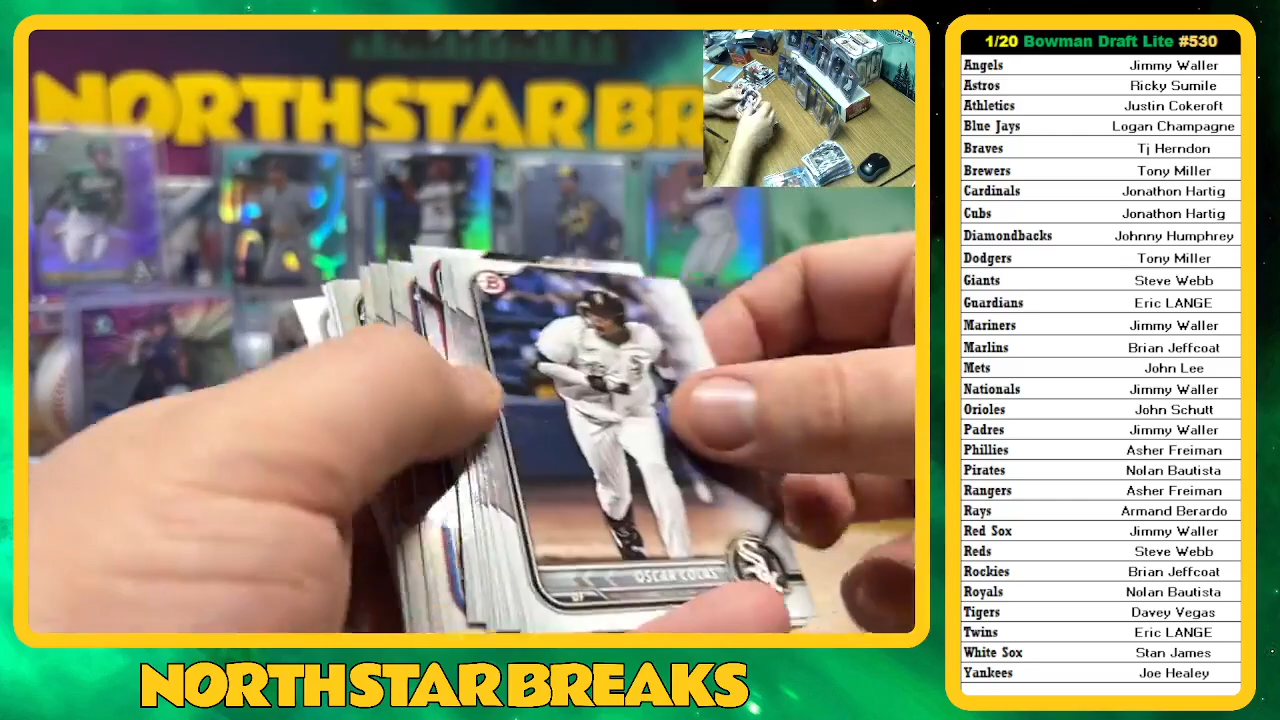 NORTHSTAR BR
OSCAR COLAS
OF
NORTHSTAR BREAKS
1/20 Bowman Draft Lite #530
Angels Jimmy Waller
Astros Ricky Sumile
Athletics Justin Cokeroft
Blue Jays Logan Champagne
Braves Tj Herndon
Brewers Tony Miller
Cardinals Jonathon Hartig
Cubs Jonathon Hartig
Diamondbacks Johnny Humphrey
Dodgers Tony Miller
Giants Steve Webb
Guardians Eric LANGE
Mariners Jimmy Waller
Marlins Brian Jeffcoat
Mets John Lee
Nationals Jimmy Waller
Orioles John Schutt
Padres Jimmy Waller
Phillies Asher Freiman
Pirates Nolan Bautista
Rangers Asher Freiman
Rays Armand Berardo
Red Sox Jimmy Waller
Reds Steve Webb
Rockies Brian Jeffcoat
Royals Nolan Bautista
Tigers Davey Vegas
Twins Eric LANGE
White Sox Stan James
Yankees Joe Healey